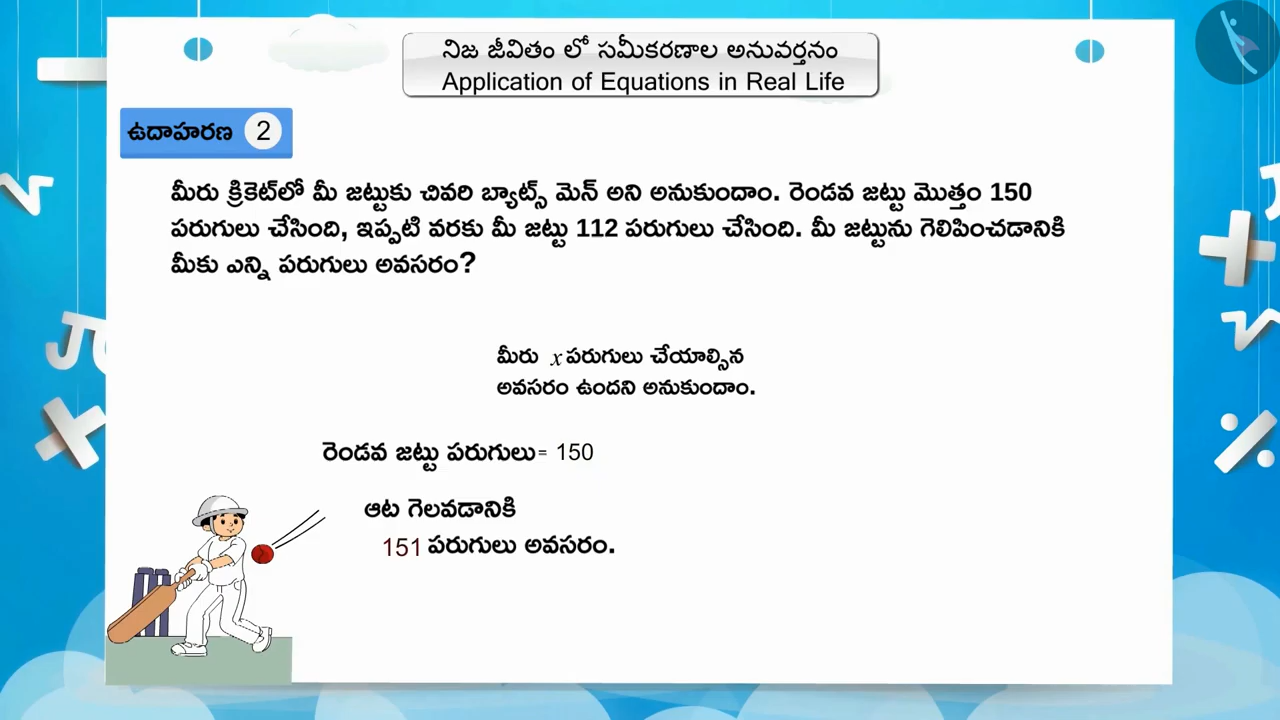 నిజ జీవితం లో సమీకరణాల అనువర్తనం
Application of Equations in Real Life
ఉదాహరణ 2
మీరు క్రికెట్‌లో మీ జట్టుకు చివరి బ్యాట్స్ మెన్ అని అనుకుందాం. రెండవ జట్టు మొత్తం 150
పరుగులు చేసింది, ఇప్పటి వరకు మీ జట్టు 112 పరుగులు చేసింది. మీ జట్టును గెలిపించడానికి
మీకు ఎన్ని పరుగులు అవసరం?
మీరు x పరుగులు చేయాల్సిన
అవసరం ఉందని అనుకుందాం.
రెండవ జట్టు పరుగులు= 150
ఆట గెలవడానికి
151 పరుగులు అవసరం.